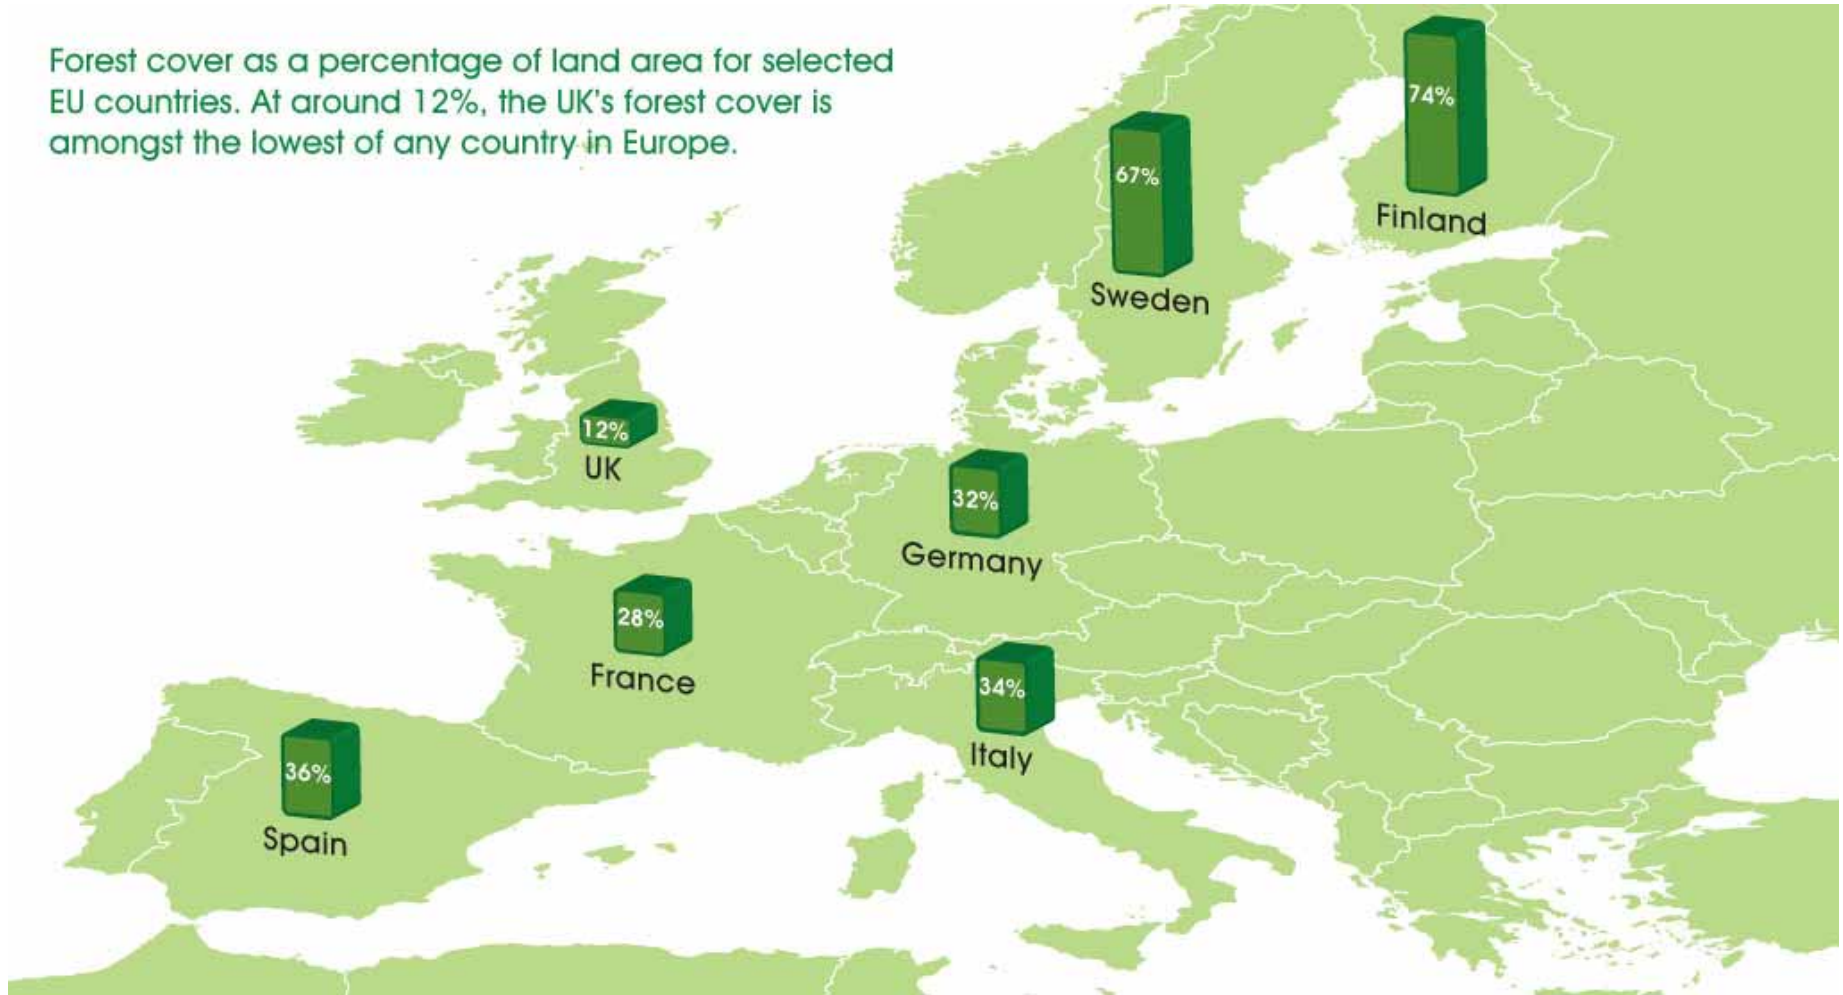 Forest cover as a percentage of land area for selected
EU countries. At around 12%, the UK's forest cover is
amongst the lowest of any country in Europe.
74%
Finland
67%
Sweden
12%
UK
32%
Germany
28%
France
34%
Italy
36%
Spain